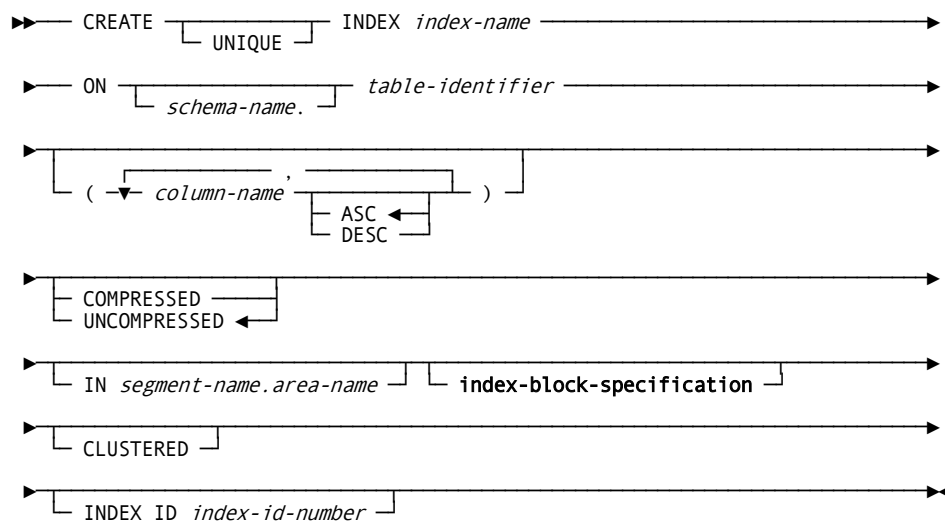 CREATE UNIQUE INDEX index-name
ON schema-name. table-identifier
( column-name , ASC DESC )
COMPRESSED
UNCOMPRESSED
IN segment-name.area-name index-block-specification
CLUSTERED
INDEX ID index-id-number